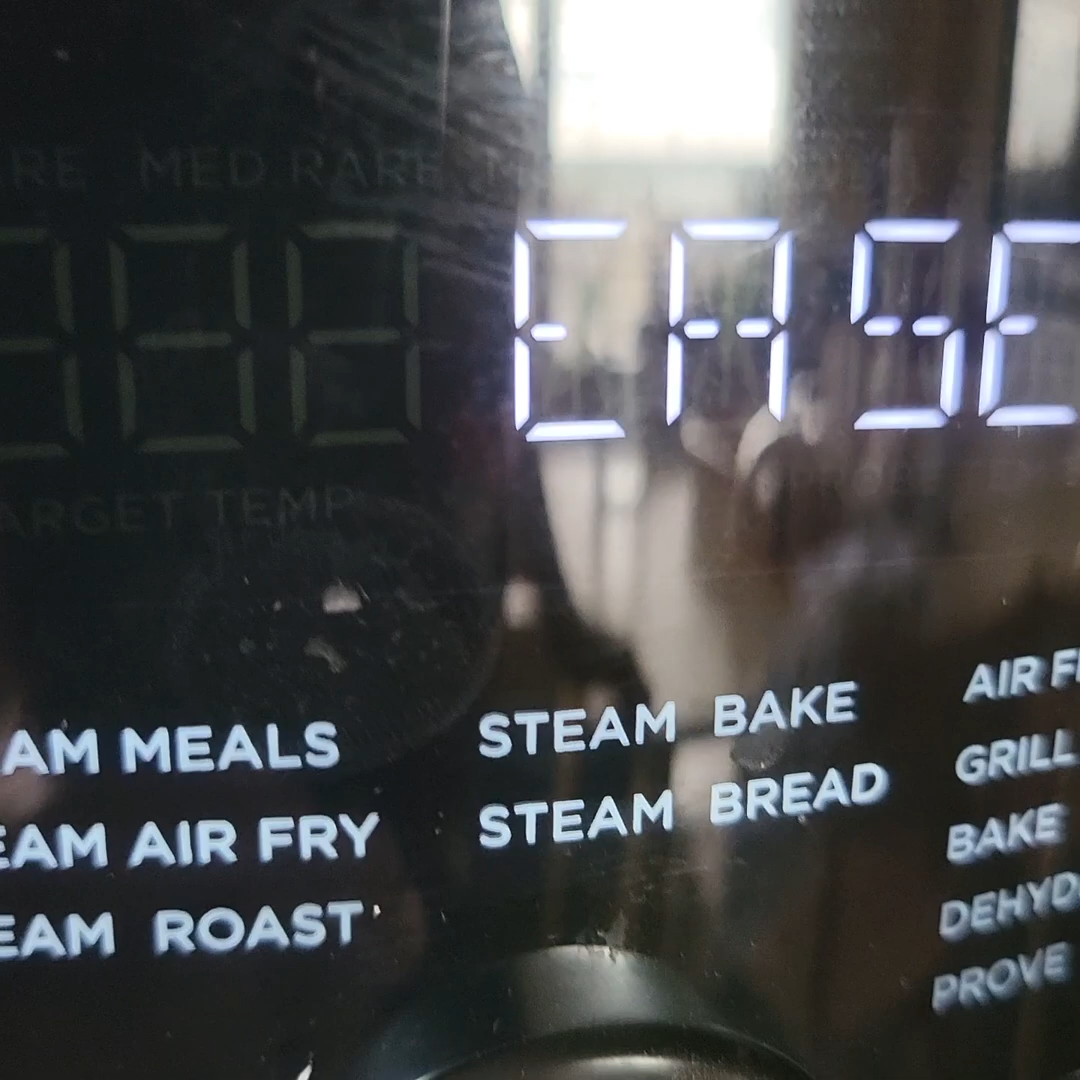 RE MED RARE
888
EASE
ARGET TEMP
AM MEALS
EAM AIR FRY
EAM ROAST
STEAM BAKE
STEAM BREAD
AIR F
GRILL
BAKE
DEHYD
PROVE